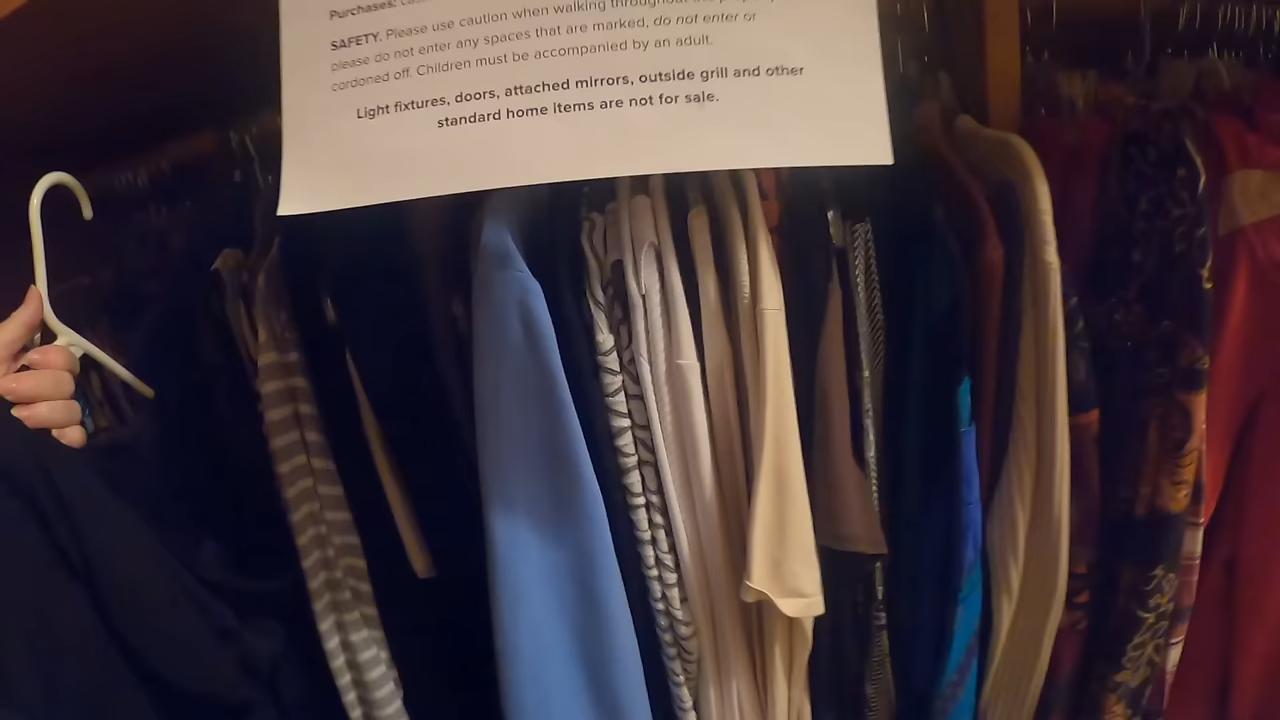 Purchases:
SAFETY. Please use caution when walking throughout the
please do not enter any spaces that are marked, do not enter or
cordoned off. Children must be accompanied by an adult.
Light fixtures, doors, attached mirrors, outside grill and other
standard home items are not for sale.